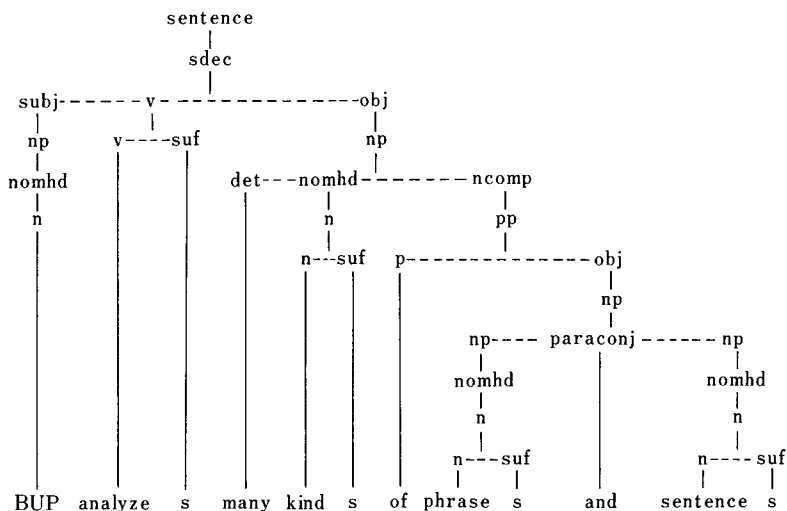 sentence
sdec
subj v obj
np v suf np
nomhd det nomhd ncomp
n n pp
n suf p obj
np
np paraconj np
nomhd nomhd
n n
n suf n suf
BUP analyze s many kind s of phrase s and sentence s